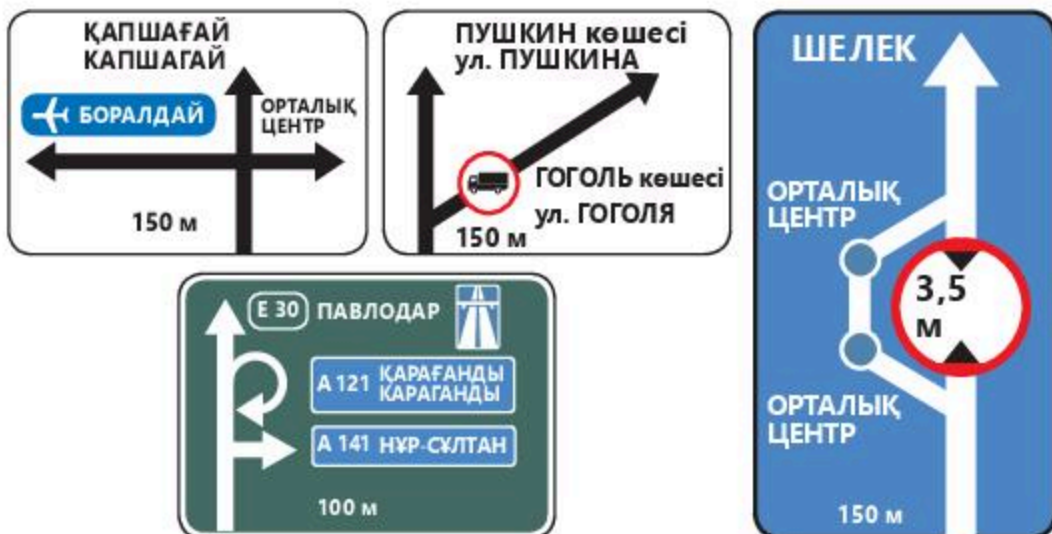 ҚАПШАҒАЙ
КАПШАГАЙ
БОРАЛДАЙ
ОРТАЛЫҚ
ЦЕНТР
150 м
ПУШКИН көшесі
ул. ПУШКИНА
ГОГОЛЬ көшесі
ул. ГОГОЛЯ
150 м
Е 30 ПАВЛОДАР
А 121 ҚАРАҒАНДЫ
КАРАГАНДЫ
А 141 НҰР-СҰЛТАН
100 м
ШЕЛЕК
ОРТАЛЫҚ
ЦЕНТР
3,5
м
ОРТАЛЫҚ
ЦЕНТР
150 м